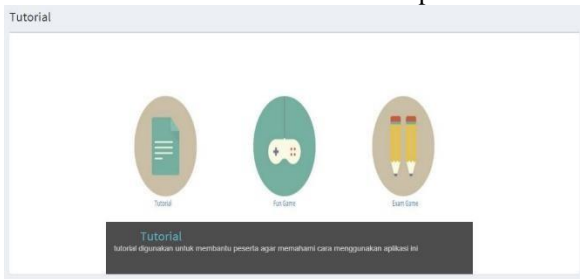 Tutorial
Tutorial
Fun Game
Exam Game
Tutorial
tutorial digunakan untuk membantu peserta agar memahami cara menggunakan aplikasi ini